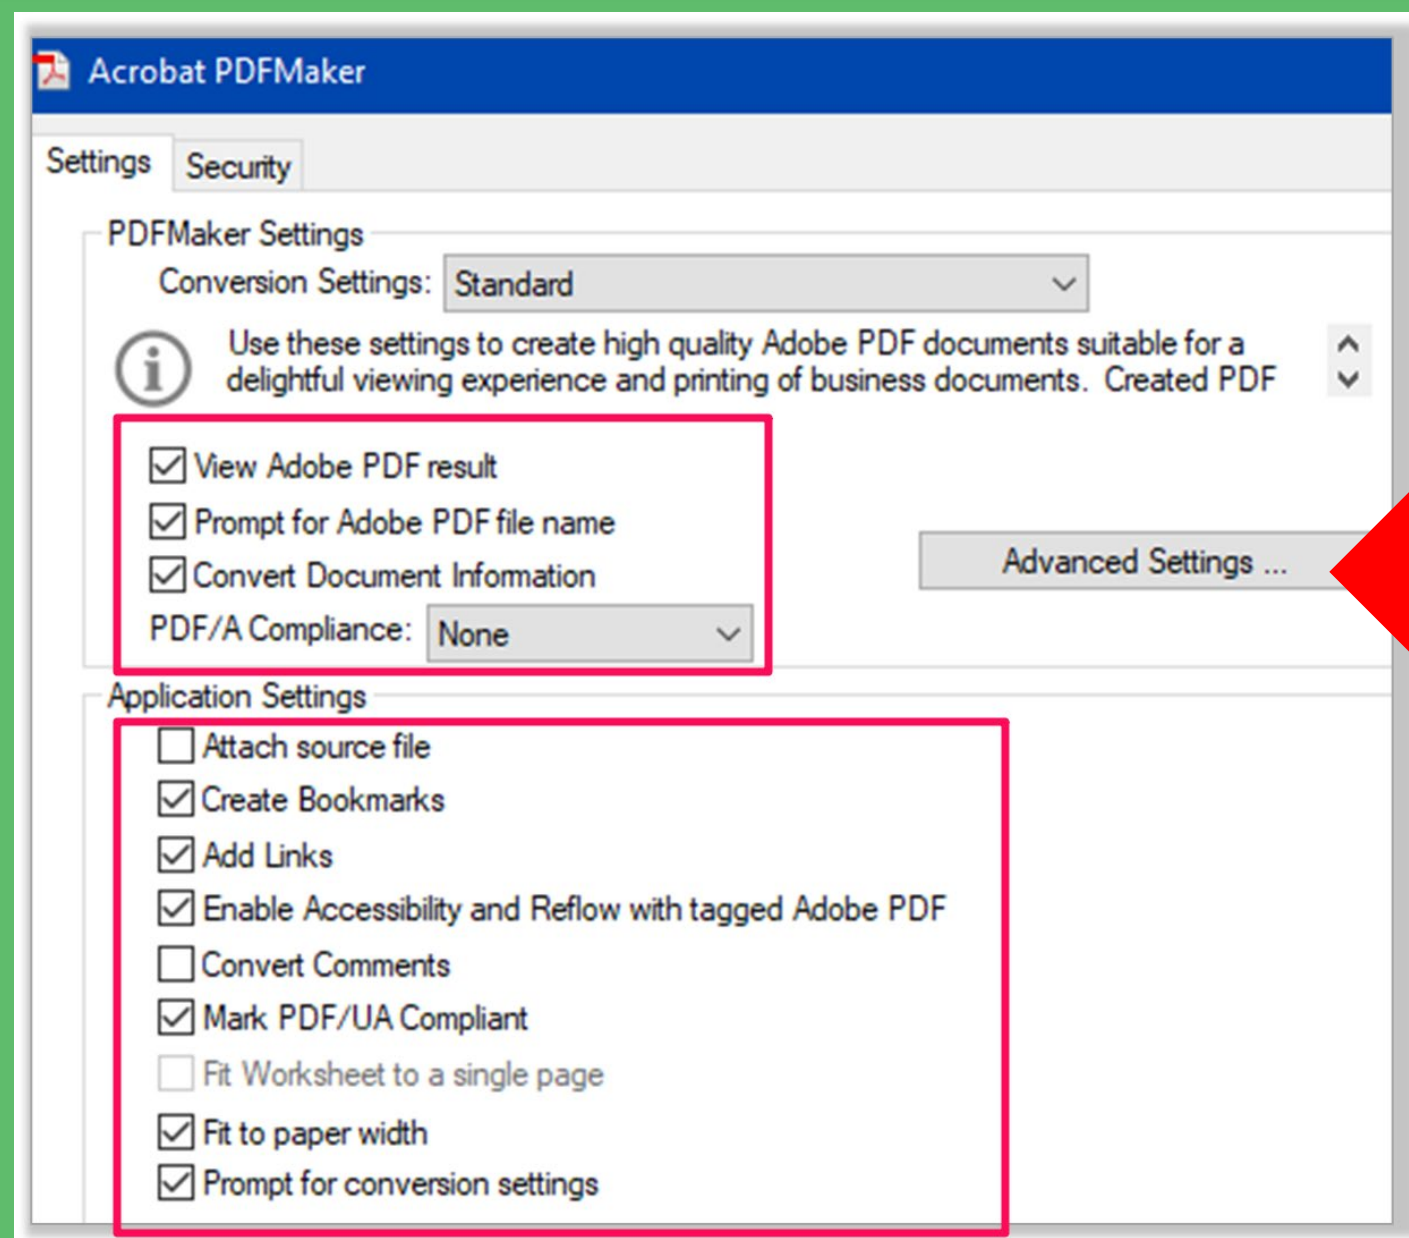 Acrobat PDFMaker
Settings
Security
PDFMaker Settings
Conversion Settings:
Standard
Use these settings to create high quality Adobe PDF documents suitable for a
delightful viewing experience and printing of business documents. Created PDF
View Adobe PDF result
Prompt for Adobe PDF file name
Convert Document Information
Advanced Settings ...
PDF/A Compliance:
None
Application Settings
Attach source file
Create Bookmarks
Add Links
Enable Accessibility and Reflow with tagged Adobe PDF
Convert Comments
Mark PDF/UA Compliant
Fit Worksheet to a single page
Fit to paper width
Prompt for conversion settings